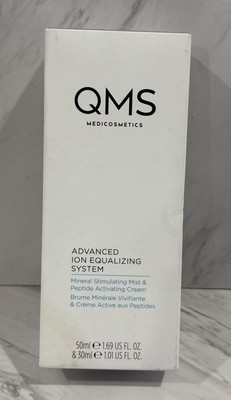 QMS
MEDICOSMETICS
ADVANCED
ION EQUALIZING
SYSTEM
Mineral Stimulating Mist &
Peptide Activating Cream
Brume Minérale Vivifiante
& Crème Active aux Peptides
50ml ℮ 1.69 US FL. OZ.
& 30ml ℮ 1.01 US FL. OZ.